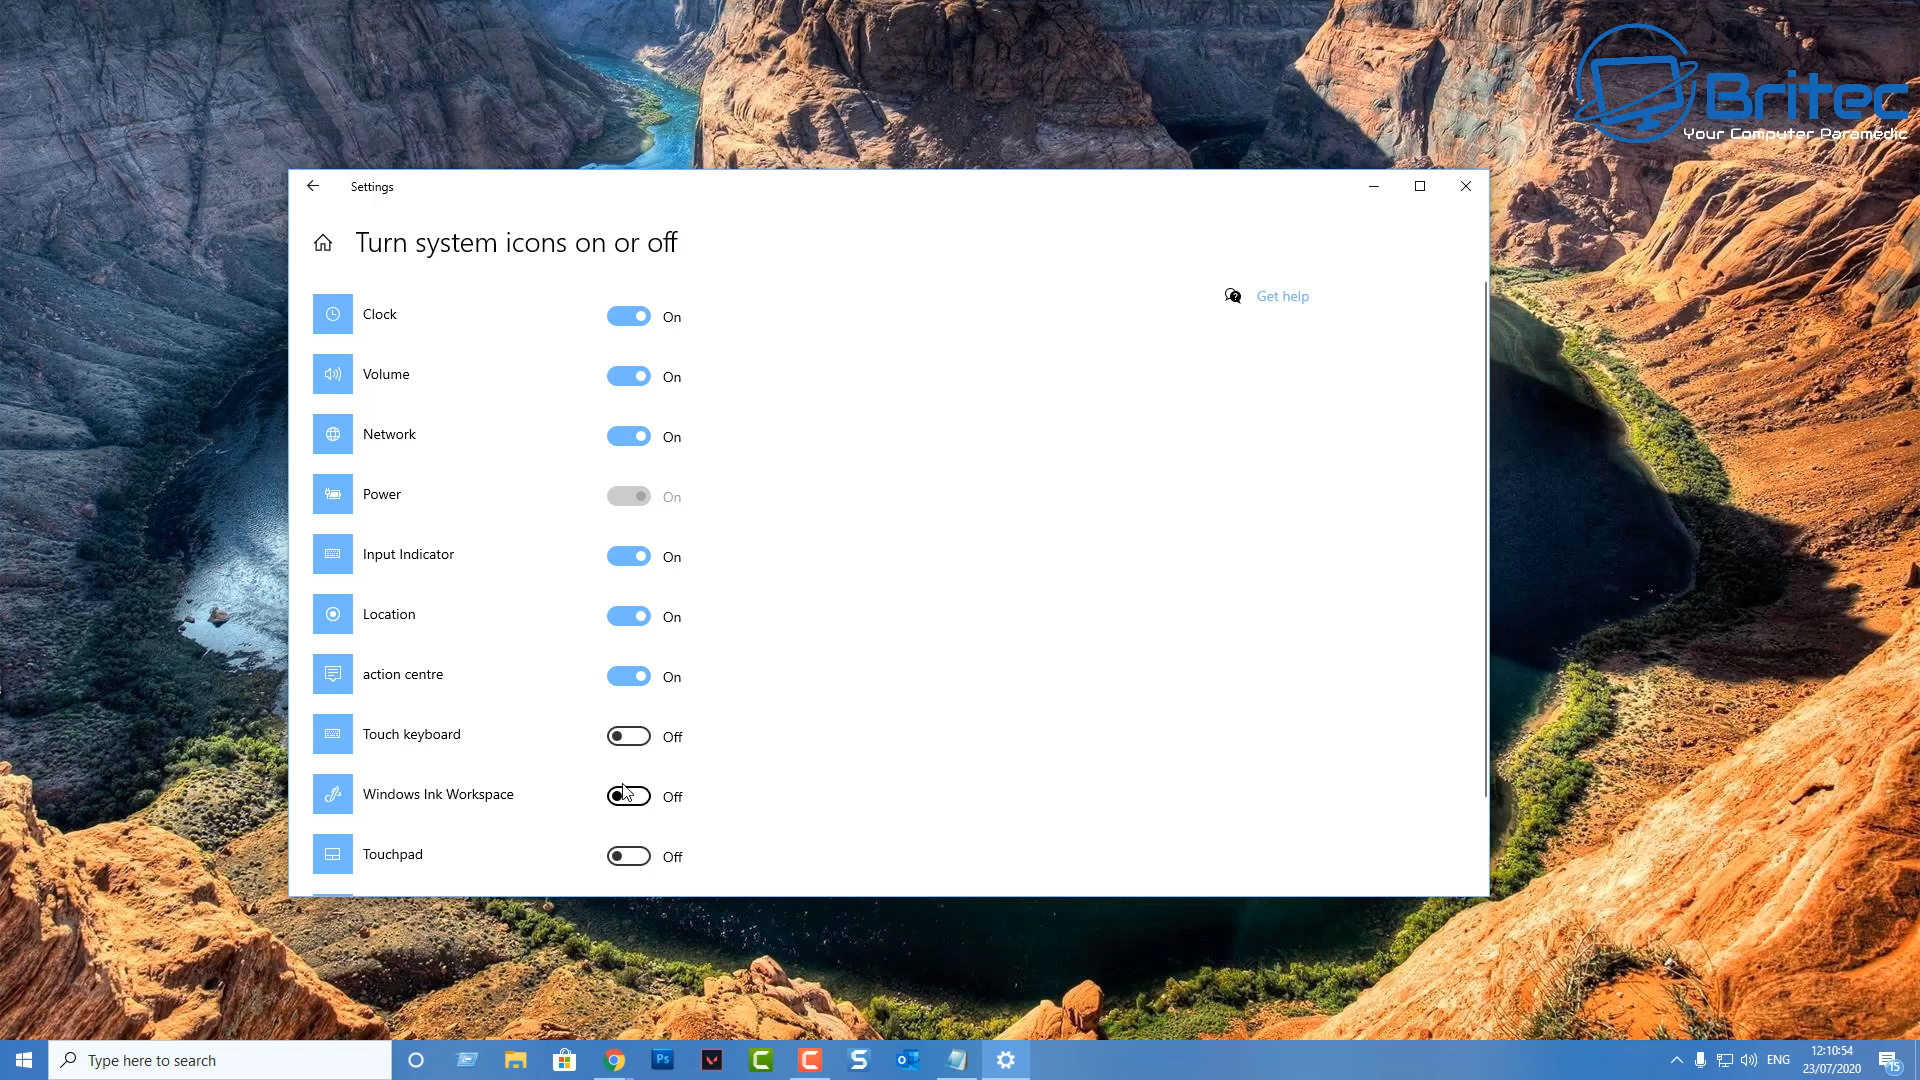 Britec
Your Computer Paramedic
Settings
Turn system icons on or off
Get help
Clock
On
Volume
On
Network
On
Power
On
Input Indicator
On
Location
On
action centre
On
Touch keyboard
Off
Windows Ink Workspace
Off
Touchpad
Off
Type here to search
Ps
ENG
12:10:54
23/07/2020
15